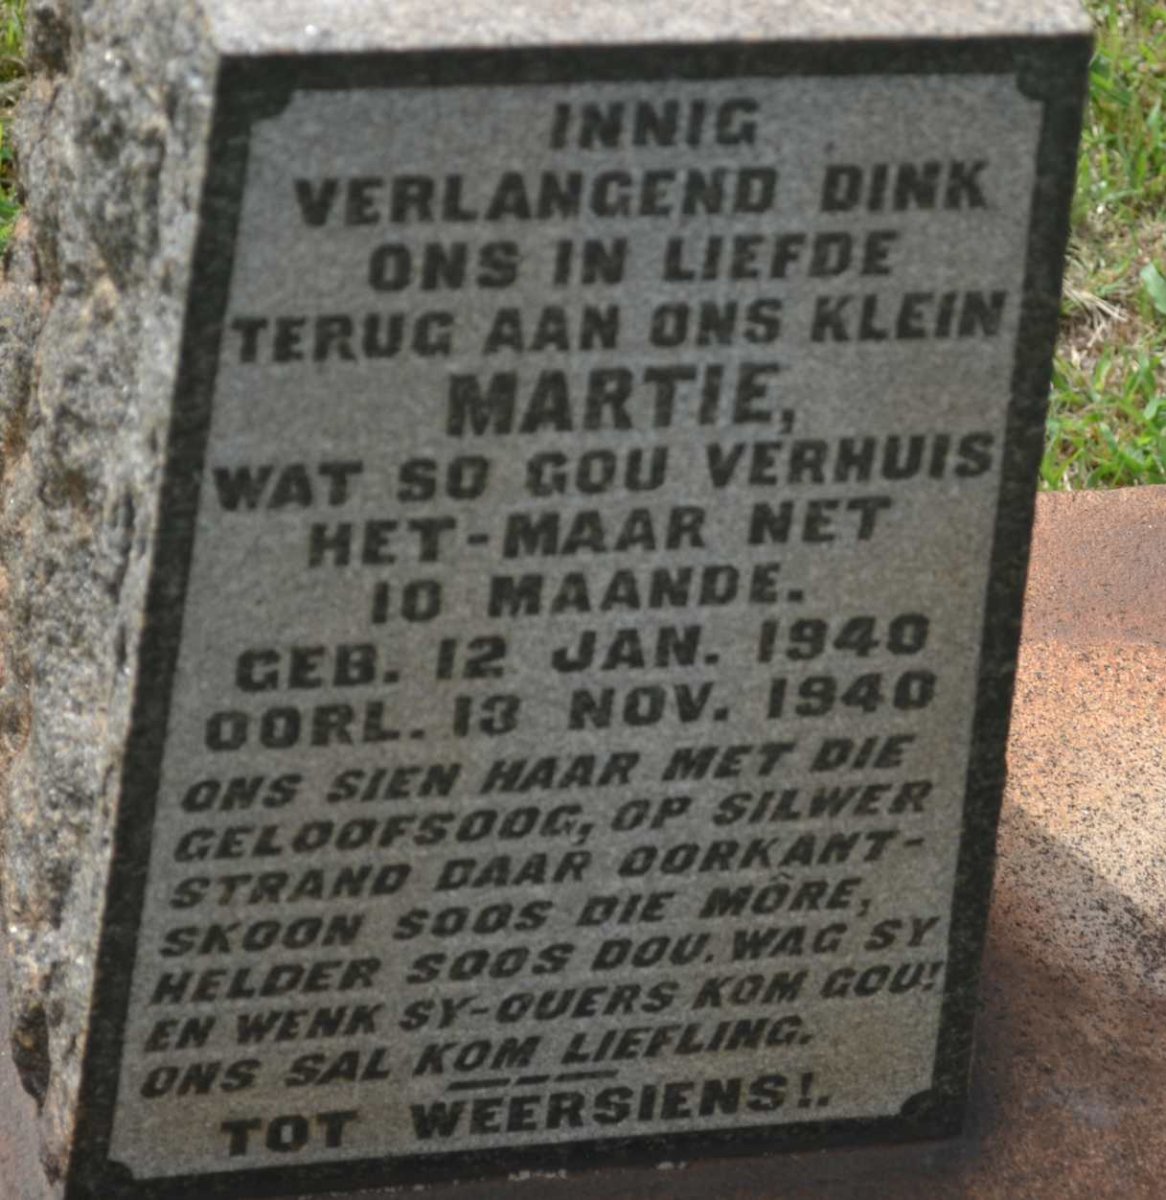 INNIG
VERLANGEND DINK
ONS IN LIEFDE
TERUG AAN ONS KLEIN
MARTIE,
WAT SO GOU VERHUIS
HET-MAAR NET
10 MAANDE.
GEB. 12 JAN. 1940
OORL. 13 NOV. 1940
ONS SIEN HAAR MET DIE
GELOOFSOOG, OP SILWER
STRAND DAAR OORKANT-
SKOON SOOS DIE MÔRE,
HELDER SOOS DOU. WAG SY
EN WENK SY-OUERS KOM GOU!
ONS SAL KOM LIEFLING.
TOT WEERSIENS!.